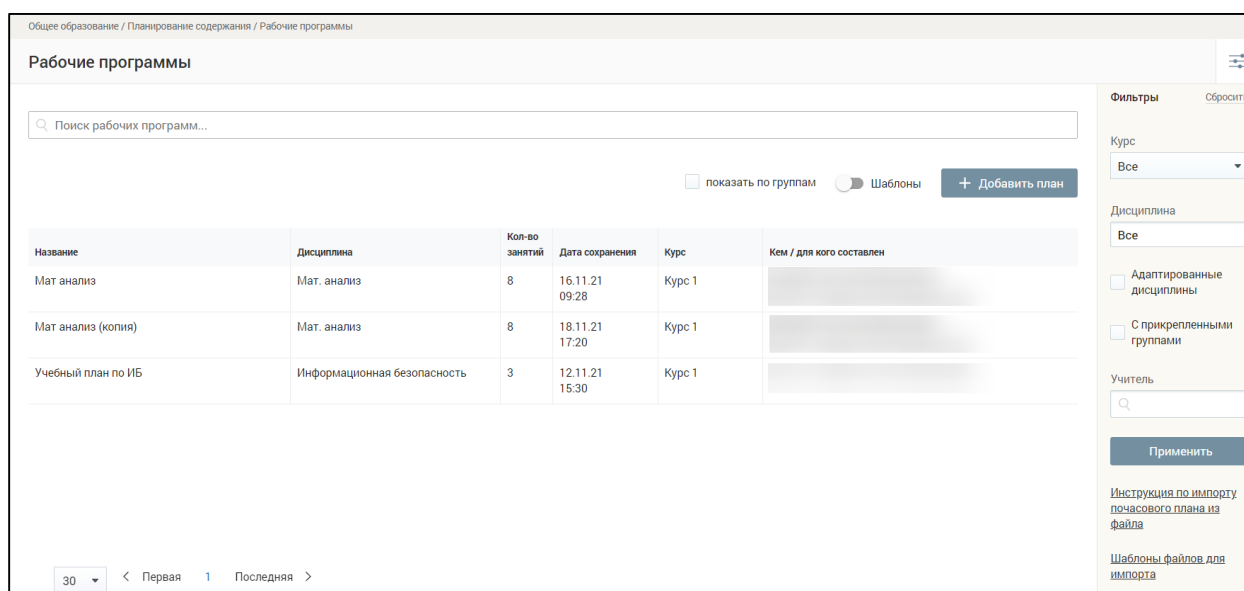 Общее образование / Планирование содержания / Рабочие программы
Рабочие программы
Поиск рабочих программ...
показать по группам
Шаблоны
+ Добавить план
Название Дисциплина Кол-во занятий Дата сохранения Курс Кем / для кого составлен
Мат анализ Мат. анализ 8 16.11.21 Курс 1
09:28
Мат анализ (копия) Мат. анализ 8 18.11.21 Курс 1
17:20
Учебный план по ИБ Информационная безопасность 3 12.11.21 Курс 1
15:30
30
Первая 1 Последняя
Фильтры Сбросить
Курс
Все
Дисциплина
Все
Адаптированные
дисциплины
С прикрепленными
группами
Учитель
Применить
Инструкция по импорту
почасового плана из
файла
Шаблоны файлов для
импорта